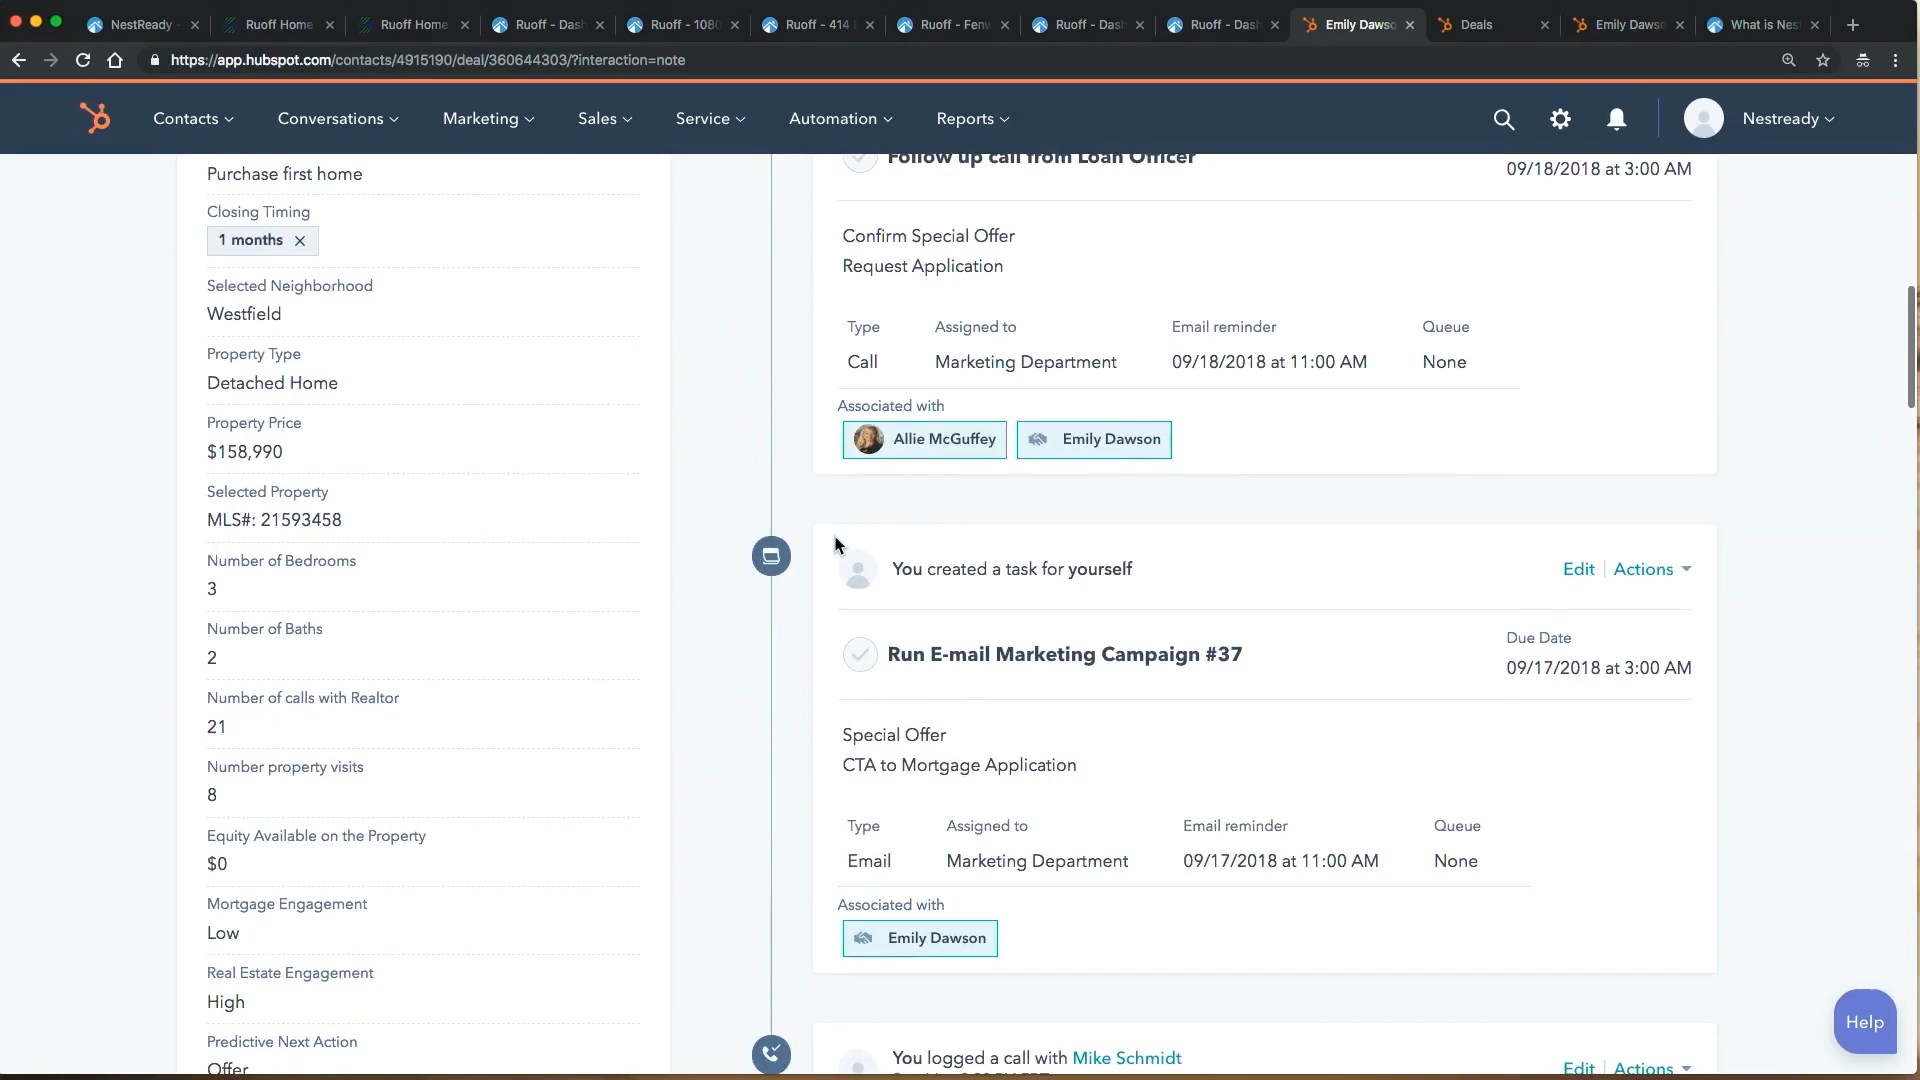 NestReady -
Ruoff Home
Ruoff Home
Ruoff - Dash
Ruoff - 1080
Ruoff - 414
Ruoff - Fenw
Ruoff - Dash
Ruoff - Dash
Emily Dawso
Deals
Emily Dawso
What is Nes
https://app.hubspot.com/contacts/4915190/deal/360644303/?interaction=note
Contacts
Conversations
Marketing
Sales
Service
Automation
Reports
Nestready
Purchase first home
Closing Timing
1 months
Selected Neighborhood
Westfield
Property Type
Detached Home
Property Price
$158,990
Selected Property
MLS#: 21593458
Number of Bedrooms
3
Number of Baths
2
Number of calls with Realtor
21
Number property visits
8
Equity Available on the Property
$0
Mortgage Engagement
Low
Real Estate Engagement
High
Predictive Next Action
Offer
Follow up call from Loan Officer
09/18/2018 at 3:00 AM
Confirm Special Offer
Request Application
Type Assigned to Email reminder Queue
Call Marketing Department 09/18/2018 at 11:00 AM None
Associated with
Allie McGuffey Emily Dawson
You created a task for yourself
Edit Actions
Run E-mail Marketing Campaign #37
Due Date
09/17/2018 at 3:00 AM
Special Offer
CTA to Mortgage Application
Type Assigned to Email reminder Queue
Email Marketing Department 09/17/2018 at 11:00 AM None
Associated with
Emily Dawson
You logged a call with Mike Schmidt
Edit Actions
Help